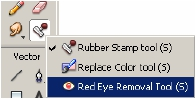 Rubber Stamp tool (S)
Replace Color tool (S)
Vector
Red Eye Removal Tool (S)